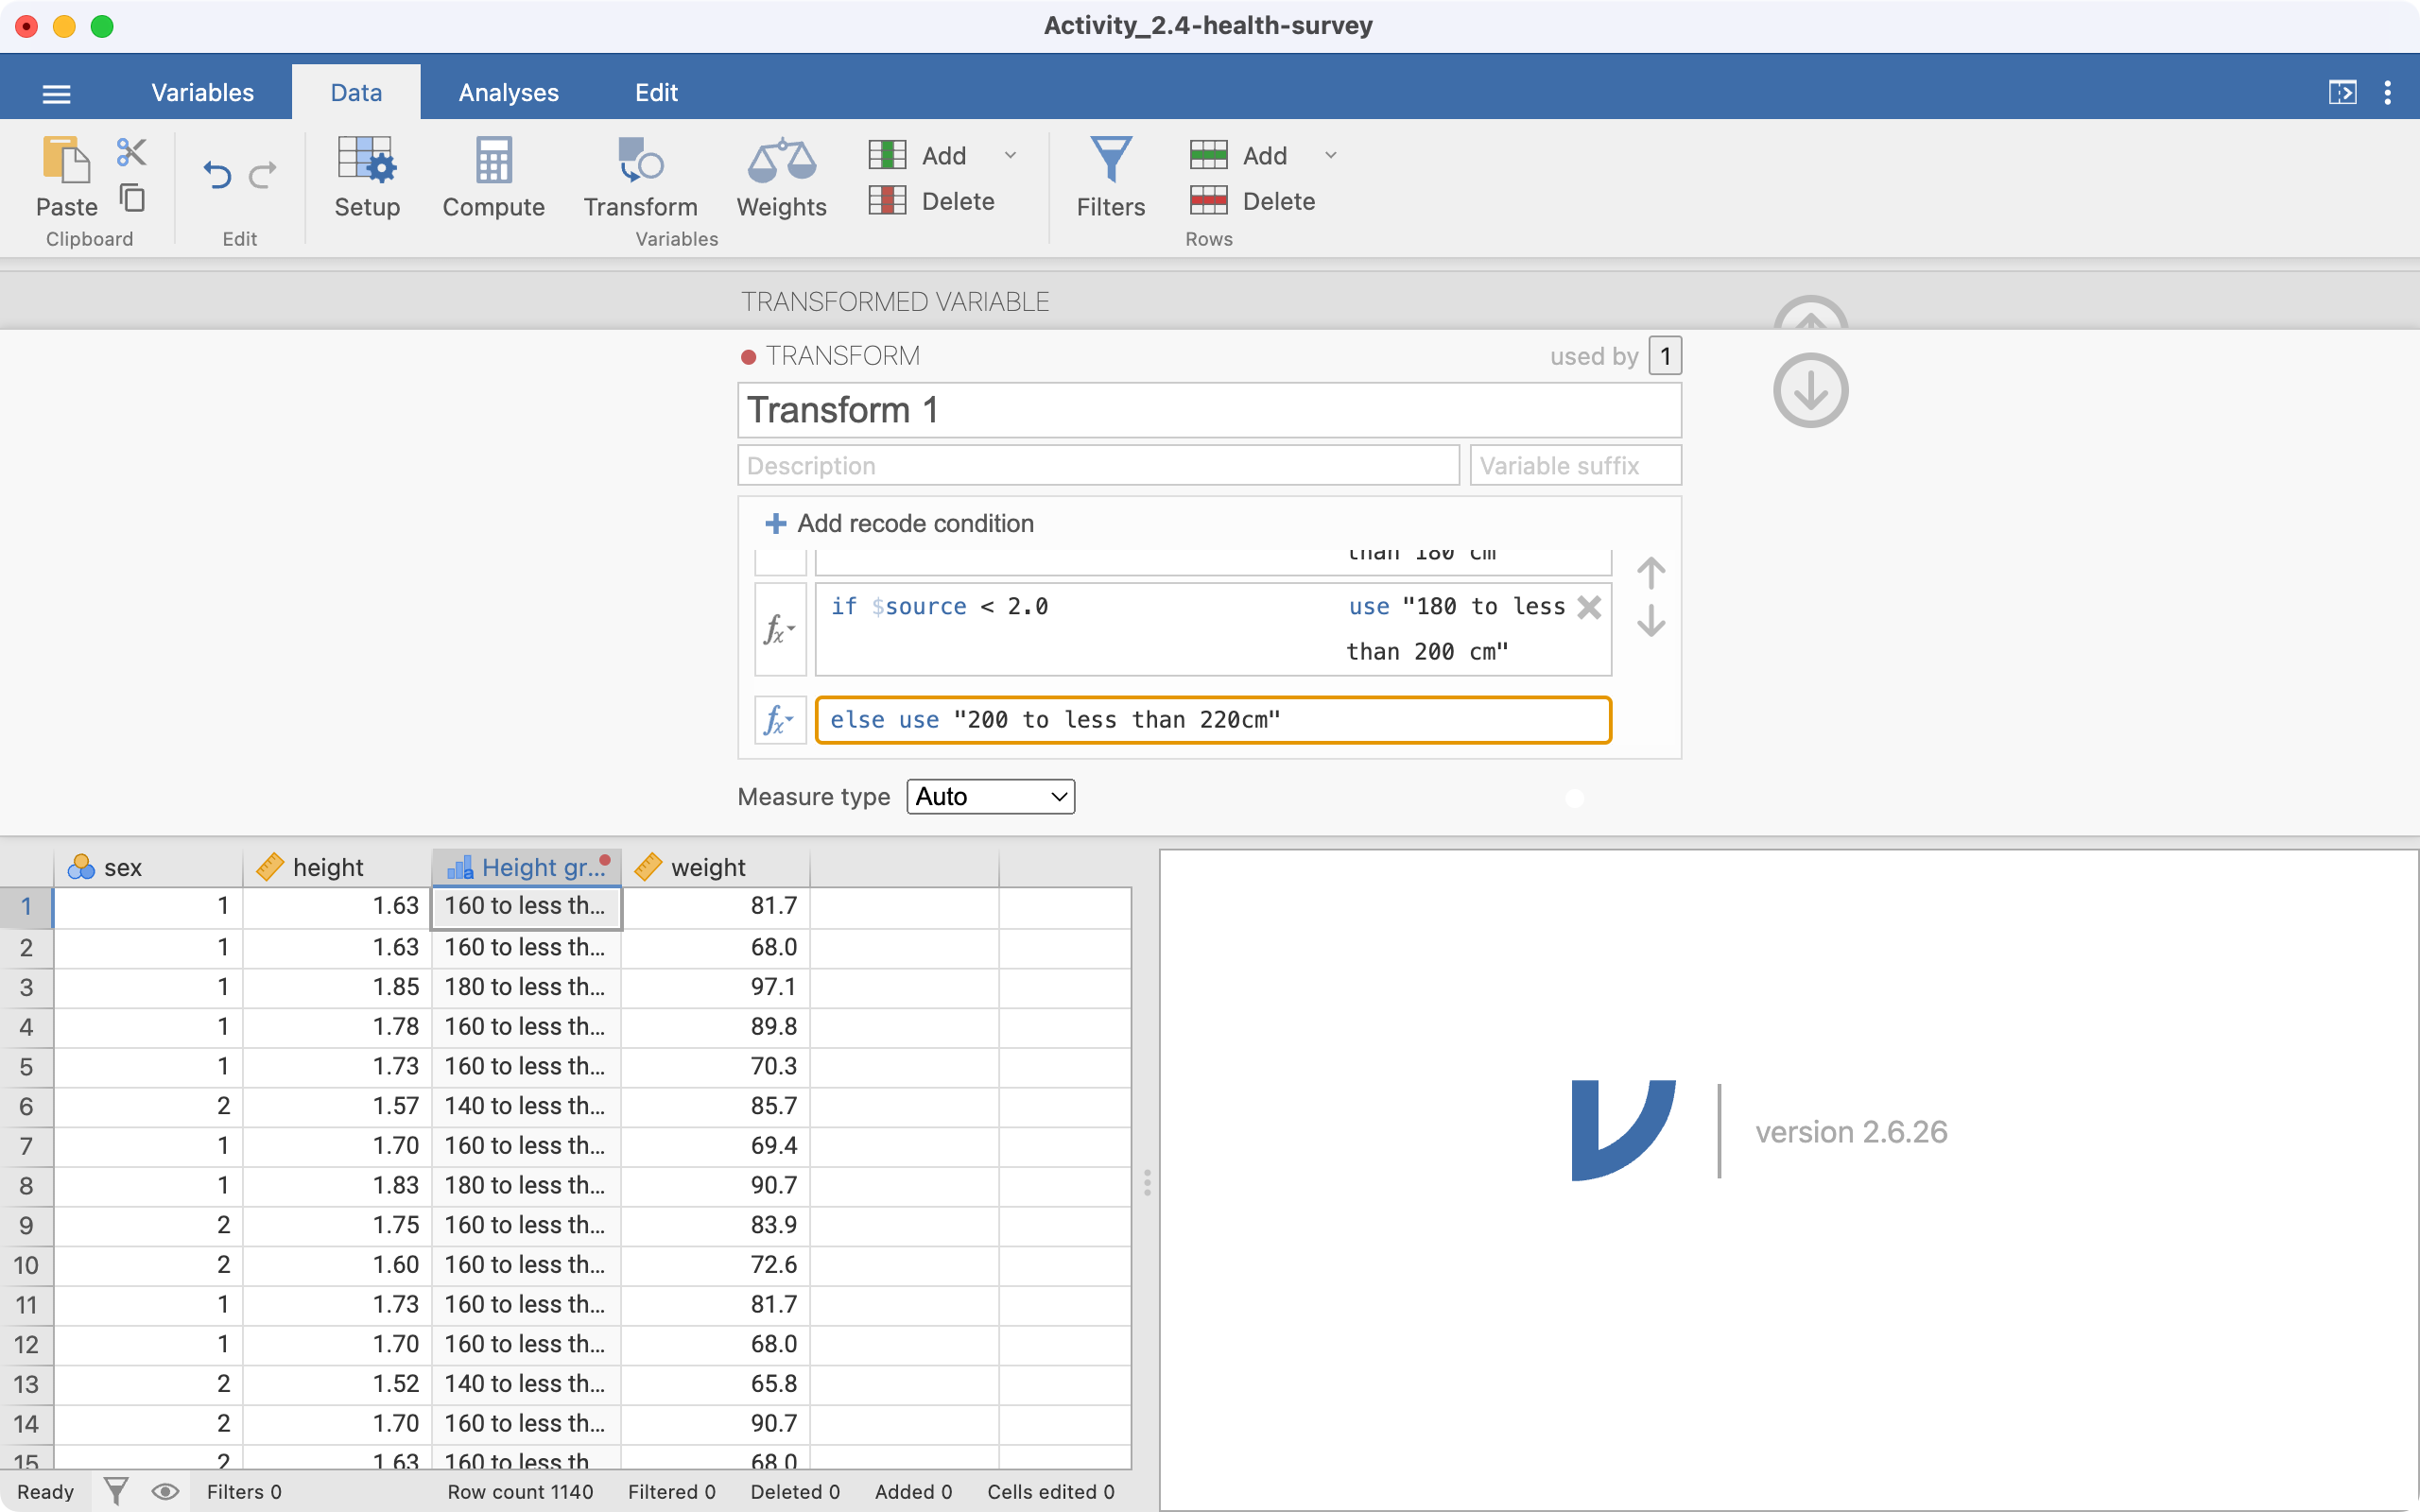 Activity_2.4-health-survey
Variables Data Analyses Edit
Paste Setup Compute Transform Weights Add Delete Filters Add Delete
Clipboard Edit Variables Rows
TRANSFORMED VARIABLE
TRANSFORM used by 1
Transform 1
Description Variable suffix
Add recode condition
than 180 cm
if $source < 2.0 use "180 to less
than 200 cm"
else use "200 to less than 220cm"
Measure type Auto
sex height Height gr... weight
1 1 1.63 160 to less th... 81.7
2 1 1.63 160 to less th... 68.0
3 1 1.85 180 to less th... 97.1
4 1 1.78 160 to less th... 89.8
5 1 1.73 160 to less th... 70.3
6 2 1.57 140 to less th... 85.7
7 1 1.70 160 to less th... 69.4
8 1 1.83 180 to less th... 90.7
9 2 1.75 160 to less th... 83.9
10 2 1.60 160 to less th... 72.6
11 1 1.73 160 to less th... 81.7
12 1 1.70 160 to less th... 68.0
13 2 1.52 140 to less th... 65.8
14 2 1.70 160 to less th... 90.7
15 2 1.63 160 to less th... 68.0
version 2.6.26
Ready Filters 0 Row count 1140 Filtered 0 Deleted 0 Added 0 Cells edited 0